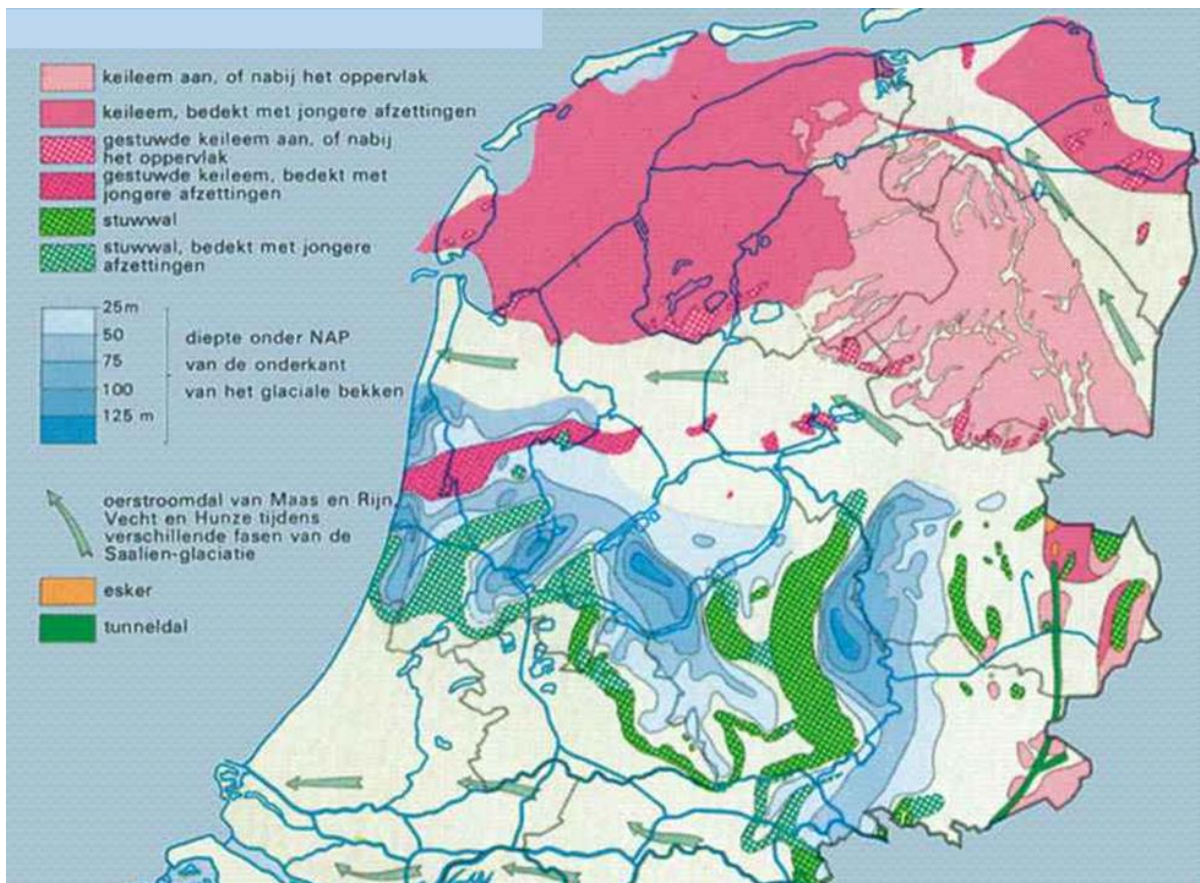 keileem aan, of nabij het oppervlak
keileem, bedekt met jongere afzettingen
gestuwde keileem aan, of nabij
het oppervlak
gestuwde keileem, bedekt met
jongere afzettingen
stuwwal
stuwwal, bedekt met jongere
afzettingen
25m
50
75
100
125 m
diepte onder NAP
van de onderkant
van het glaciale bekken
oerstroomdal van Maas en Rijn,
Vecht en Hunze tijdens
verschillende fasen van de
Saalien-glaciatie
esker
tunneldal